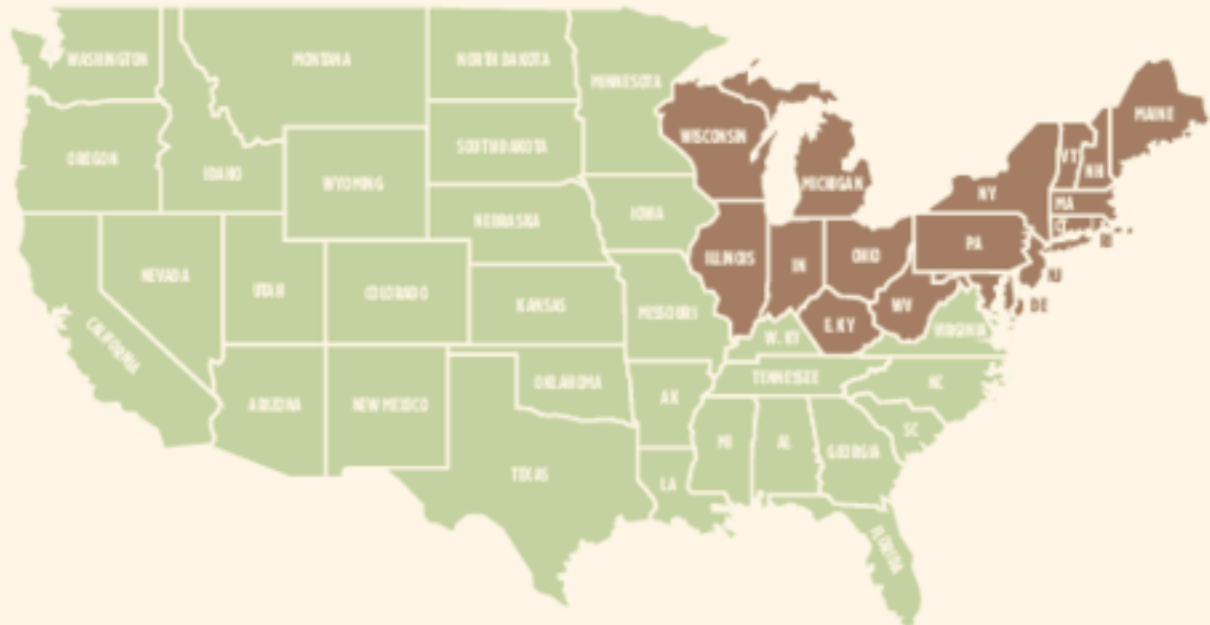 WASHINGTON
MONTANA
NORTH DAKOTA
MINNESOTA
MAINE
WISCONSIN
VT
NH
OREGON
IDAHO
SOUTH DAKOTA
WYOMING
MICHIGAN
NY
MA
NEBRASKA
IOWA
CT
RI
NEVADA
UTAH
COLORADO
ILLINOIS
IN
OHIO
PA
NJ
KANSAS
MISSOURI
WV
DE
CALIFORNIA
W. KY
E. KY
VIRGINIA
ARIZONA
NEW MEXICO
OKLAHOMA
AK
TENNESSEE
NC
MI
AL
GEORGIA
SC
TEXAS
LA
FLORIDA